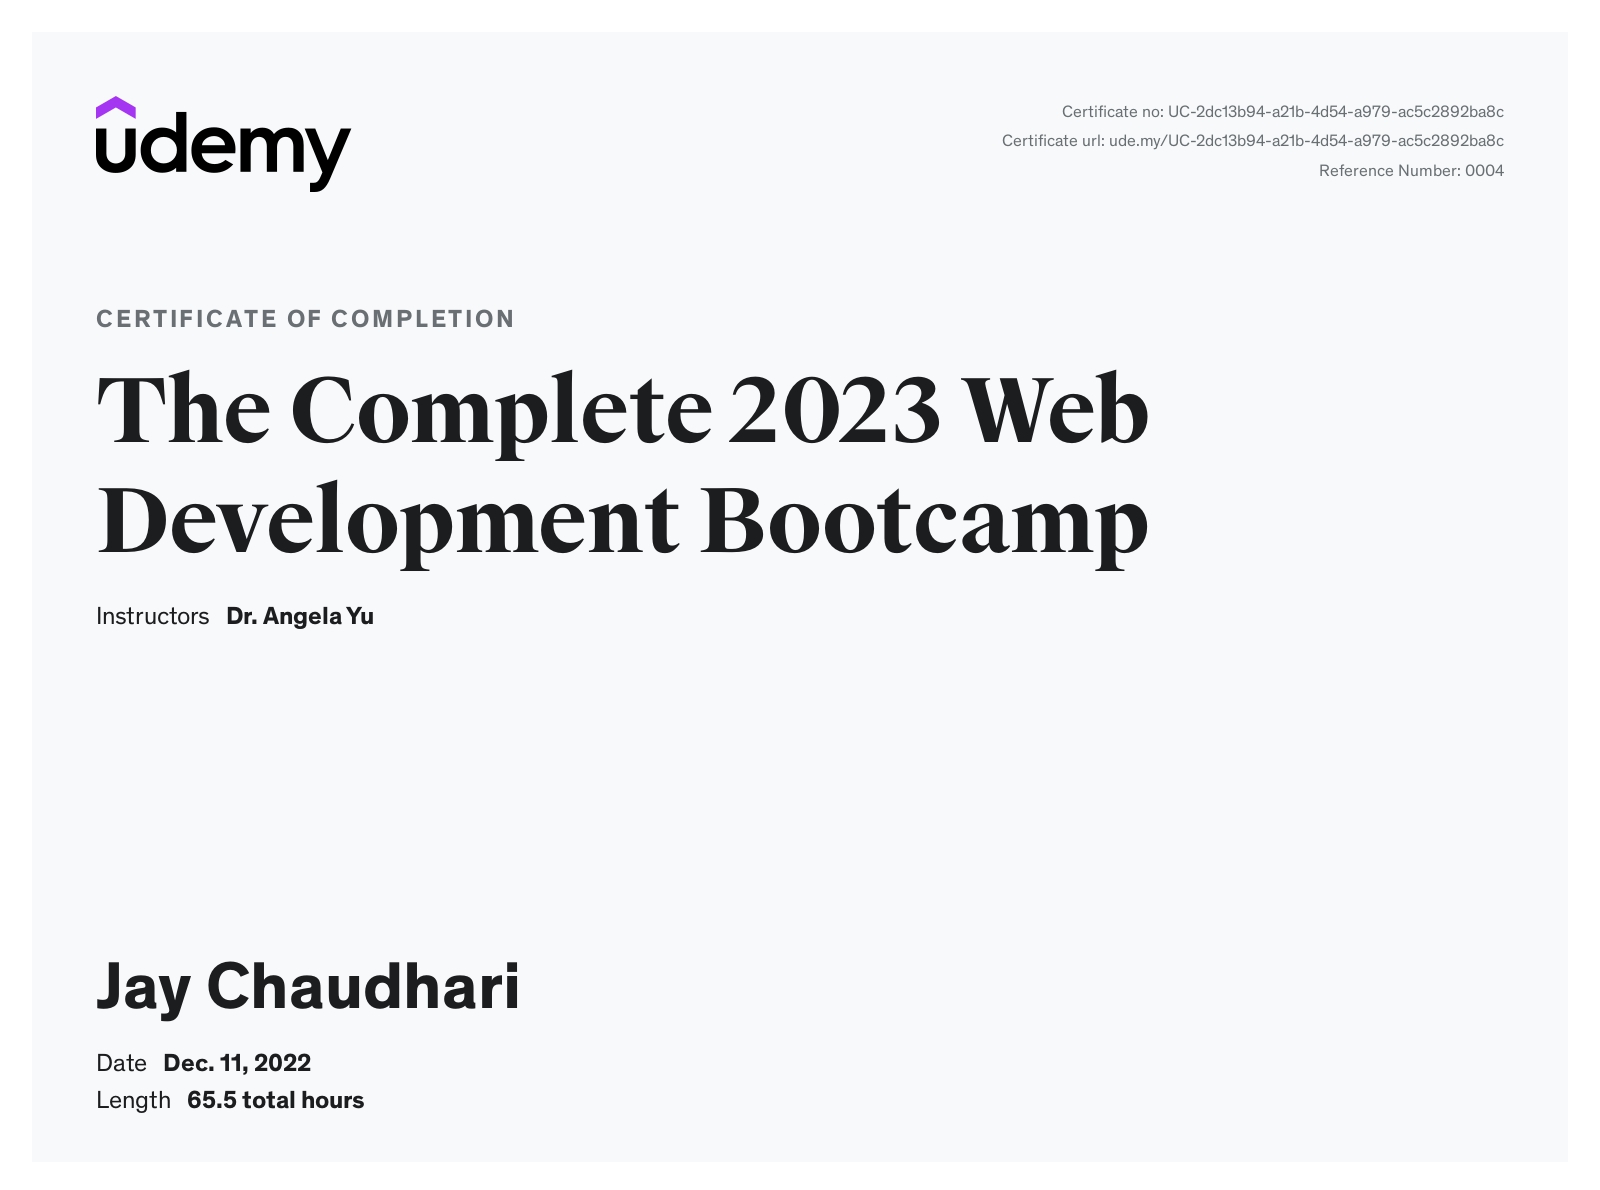 udemy
Certificate no: UC-2dc13b94-a21b-4d54-a979-ac5c2892ba8c
Certificate url: ude.my/UC-2dc13b94-a21b-4d54-a979-ac5c2892ba8c
Reference Number: 0004
CERTIFICATE OF COMPLETION
The Complete 2023 Web
Development Bootcamp
Instructors Dr. Angela Yu
Jay Chaudhari
Date Dec. 11, 2022
Length 65.5 total hours